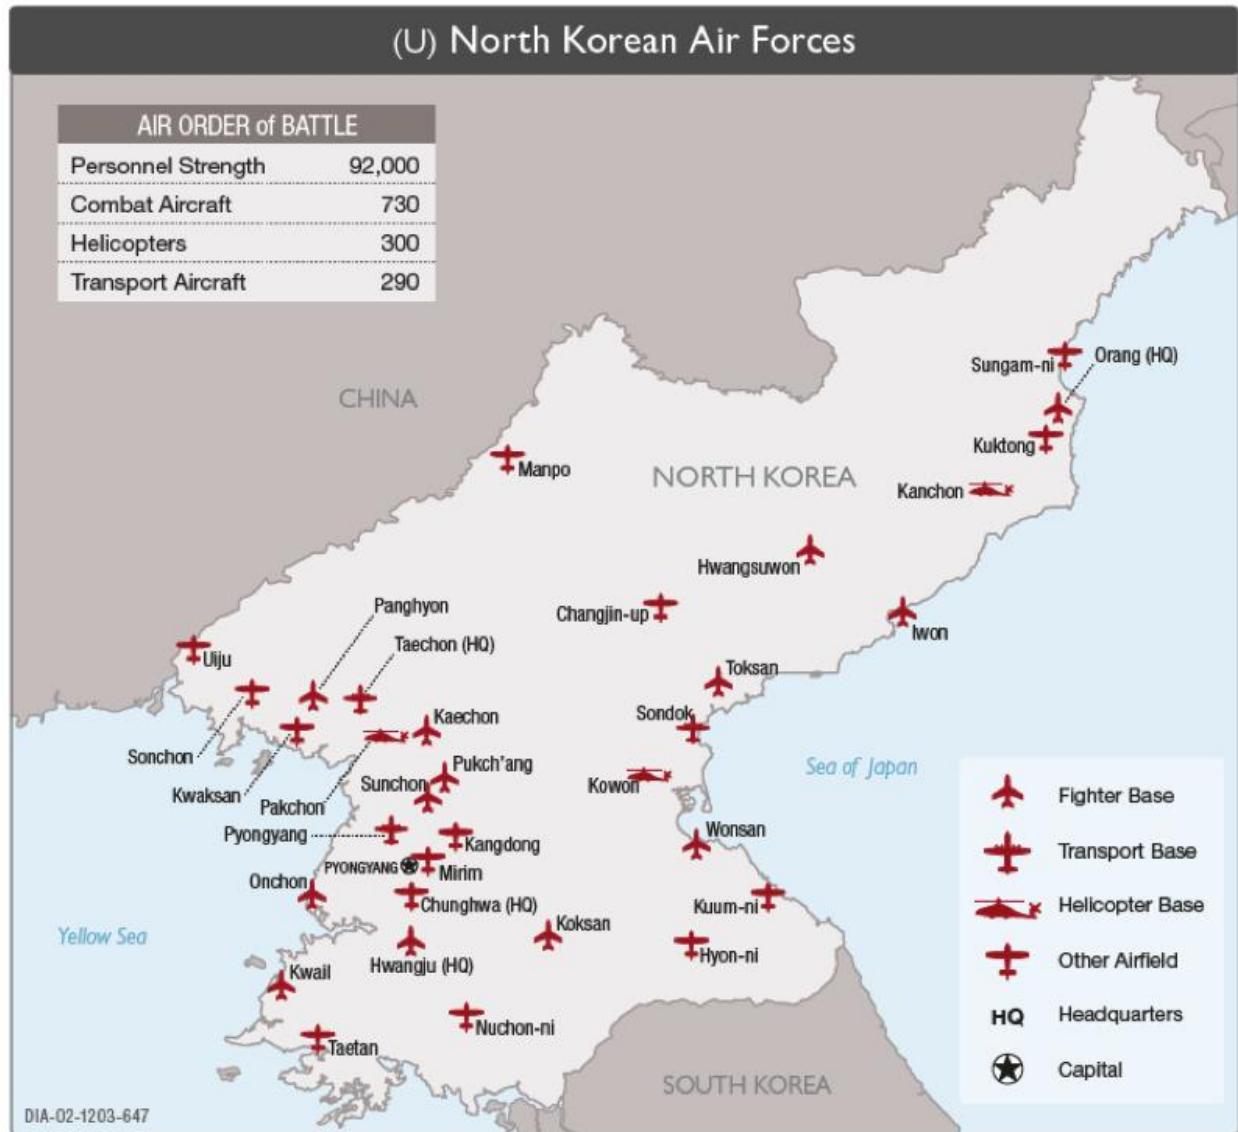 (U) North Korean Air Forces
AIR ORDER of BATTLE
Personnel Strength 92,000
Combat Aircraft 730
Helicopters 300
Transport Aircraft 290
CHINA
NORTH KOREA
Sungam-ni
Orang (HQ)
Kuktong
Kanchon
Manpo
Hwangsuwon
Changjin-up
Iwon
Panghyon
Taechon (HQ)
Uiju
Toksan
Sondok
Kaechon
Sonchon
Pukch'ang
Sunchon
Kowon
Kwaksan
Pakchon
Pyongyang
Kangdong
Wonsan
PYONGYANG
Mirim
Onchon
Chunghwa (HQ)
Kuum-ni
Koksan
Hyon-ni
Hwangju (HQ)
Kwail
Nuchon-ni
Taetan
Yellow Sea
Sea of Japan
SOUTH KOREA
Fighter Base
Transport Base
Helicopter Base
Other Airfield
HQ Headquarters
Capital
DIA-02-1203-647